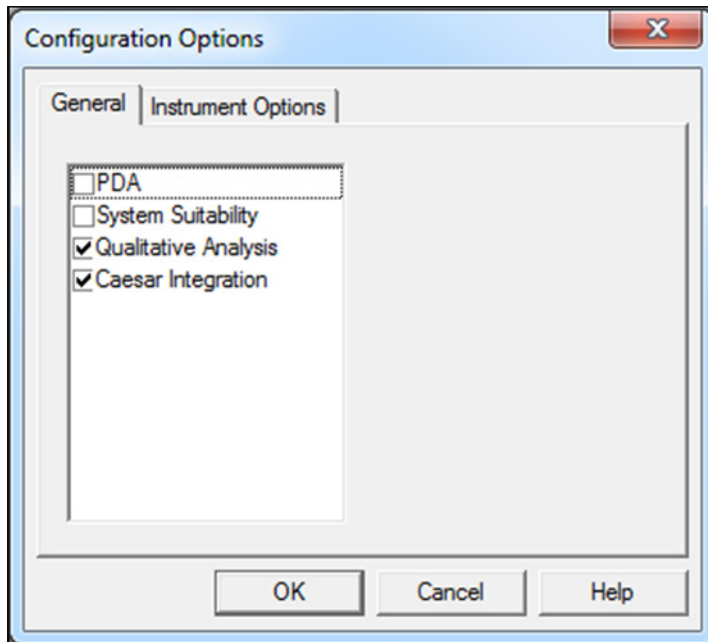 Configuration Options
General
Instrument Options
PDA
System Suitability
Qualitative Analysis
Caesar Integration
OK
Cancel
Help